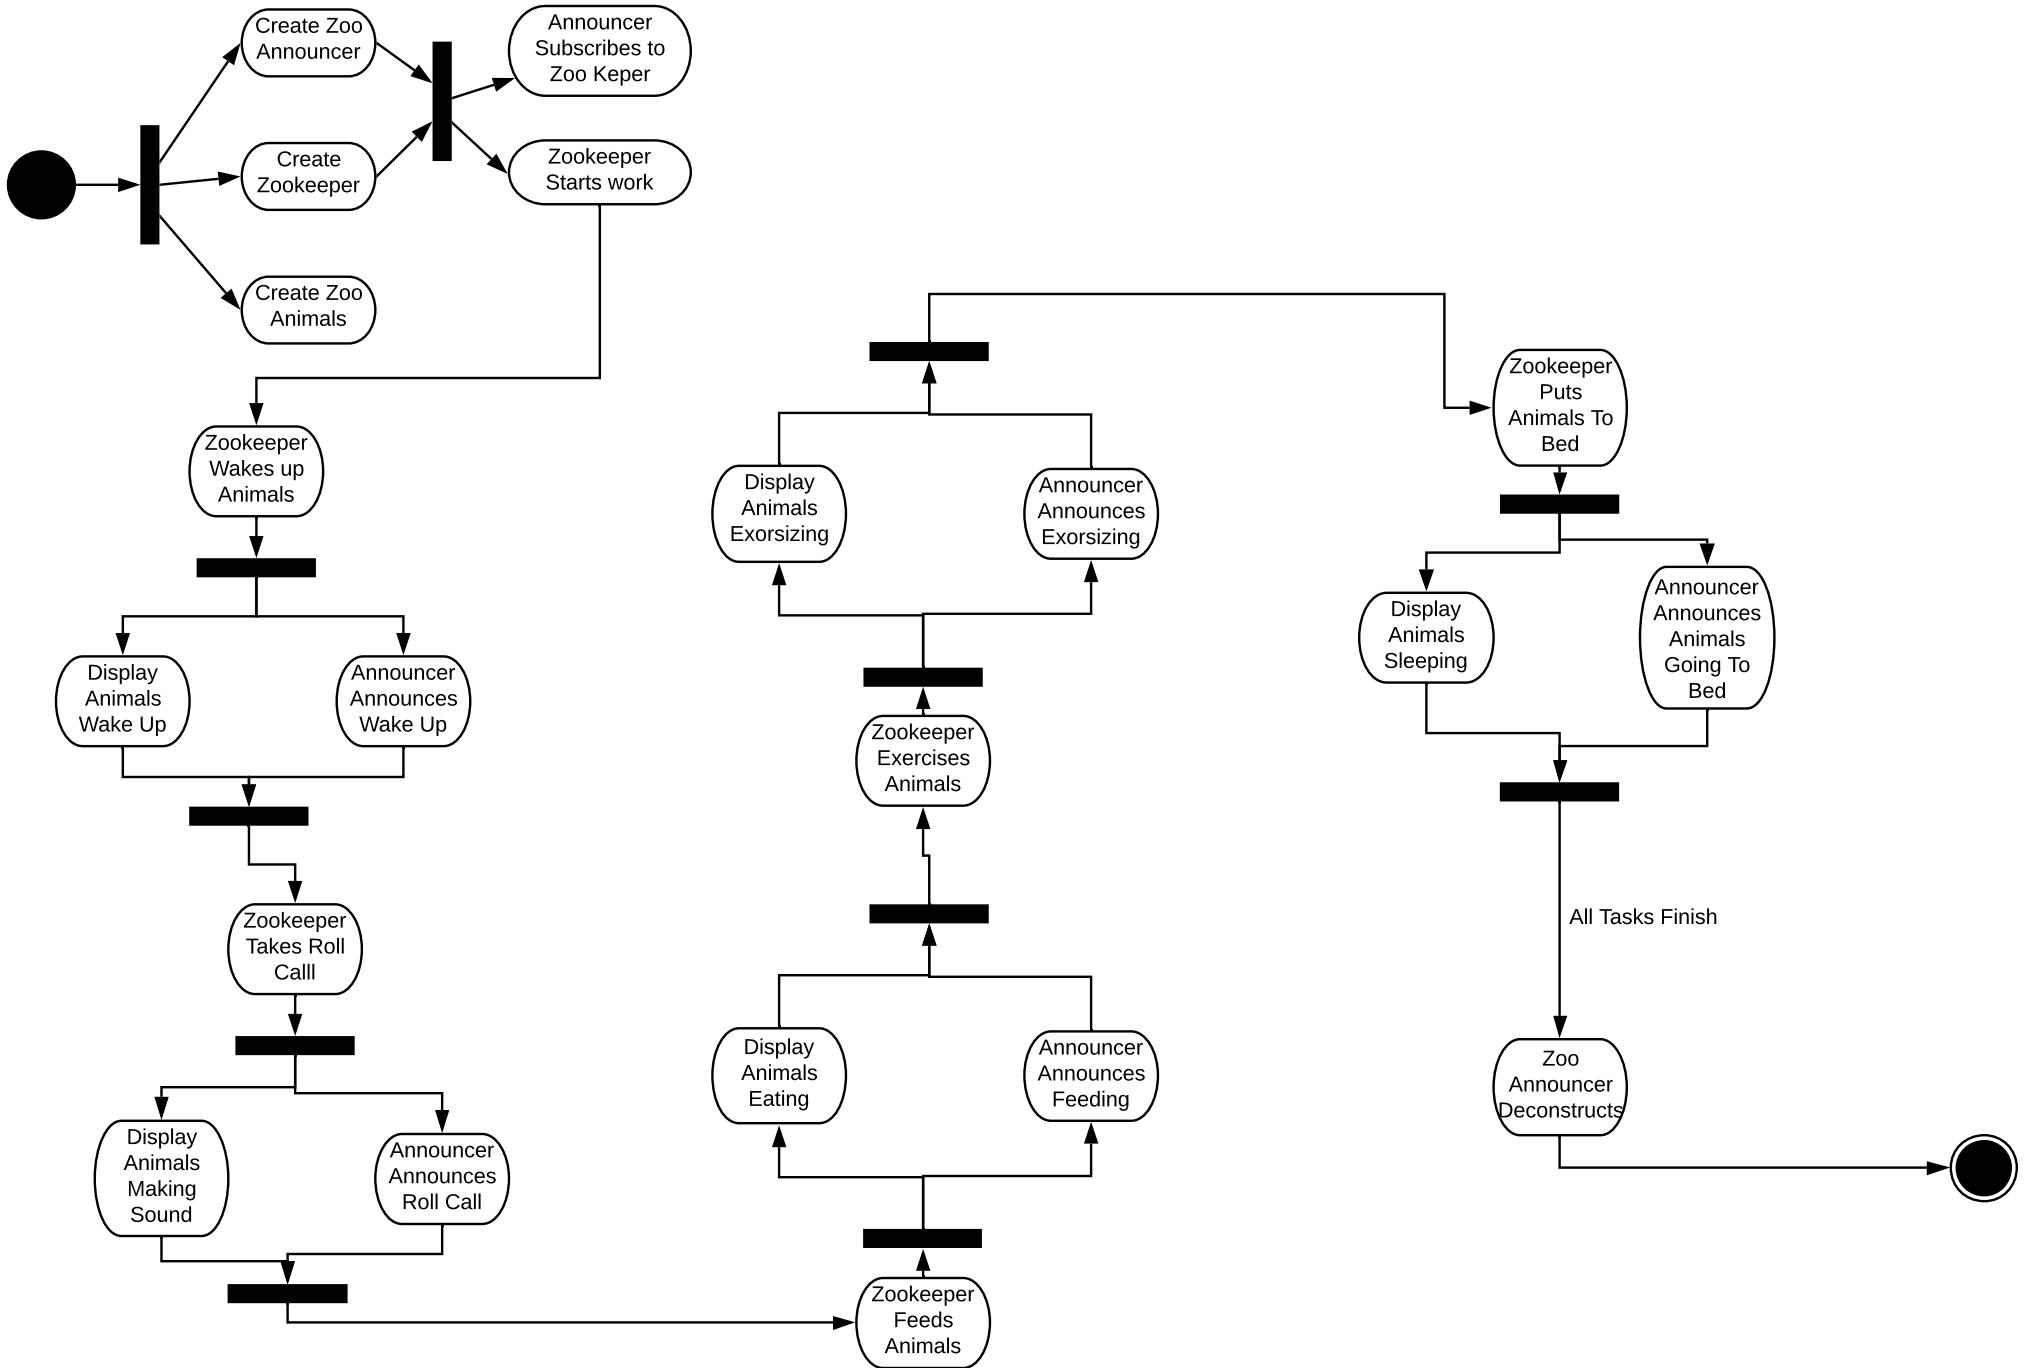 Create Zoo
Announcer
Announcer
Subscribes to
Zoo Keper
Create
Zookeeper
Zookeeper
Starts work
Create Zoo
Animals
Zookeeper
Wakes up
Animals
Display
Animals
Wake Up
Announcer
Announces
Wake Up
Zookeeper
Takes Roll
Calll
Display
Animals
Making
Sound
Announcer
Announces
Roll Call
Zookeeper
Feeds
Animals
Display
Animals
Eating
Announcer
Announces
Feeding
Zookeeper
Exercises
Animals
Display
Animals
Exorsizing
Announcer
Announces
Exorsizing
Zookeeper
Puts
Animals To
Bed
Display
Animals
Sleeping
Announcer
Announces
Animals
Going To
Bed
All Tasks Finish
Zoo
Announcer
Deconstructs